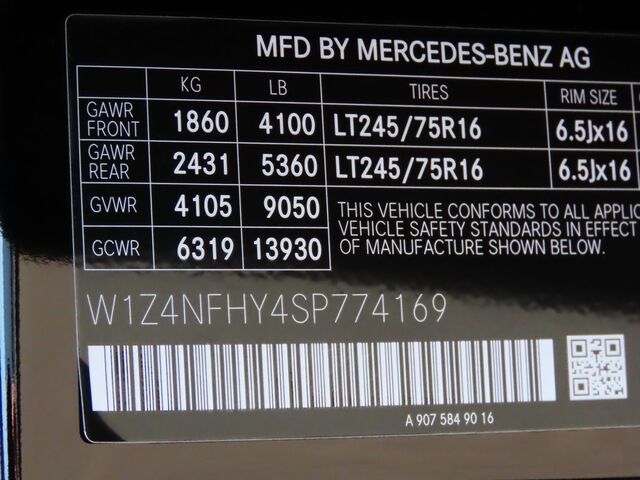 MFD BY MERCEDES-BENZ AG
KG LB TIRES RIM SIZE
GAWR FRONT 1860 4100 LT245/75R16 6.5Jx16
GAWR REAR 2431 5360 LT245/75R16 6.5Jx16
GVWR 4105 9050
GCWR 6319 13930
THIS VEHICLE CONFORMS TO ALL APPLIC
VEHICLE SAFETY STANDARDS IN EFFECT
OF MANUFACTURE SHOWN BELOW.
W1Z4NFHY4SP774169
A 907 584 90 16